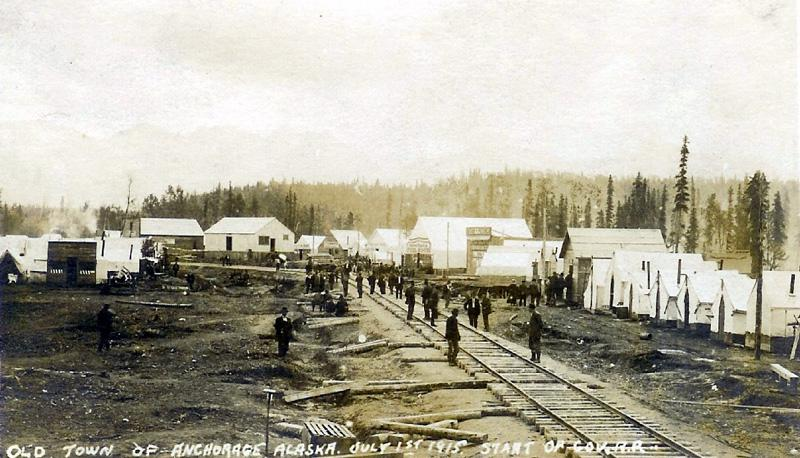 OLD TOWN OF ANCHORAGE ALASKA. JULY 1ST 1915. START OF GOV. R.R.